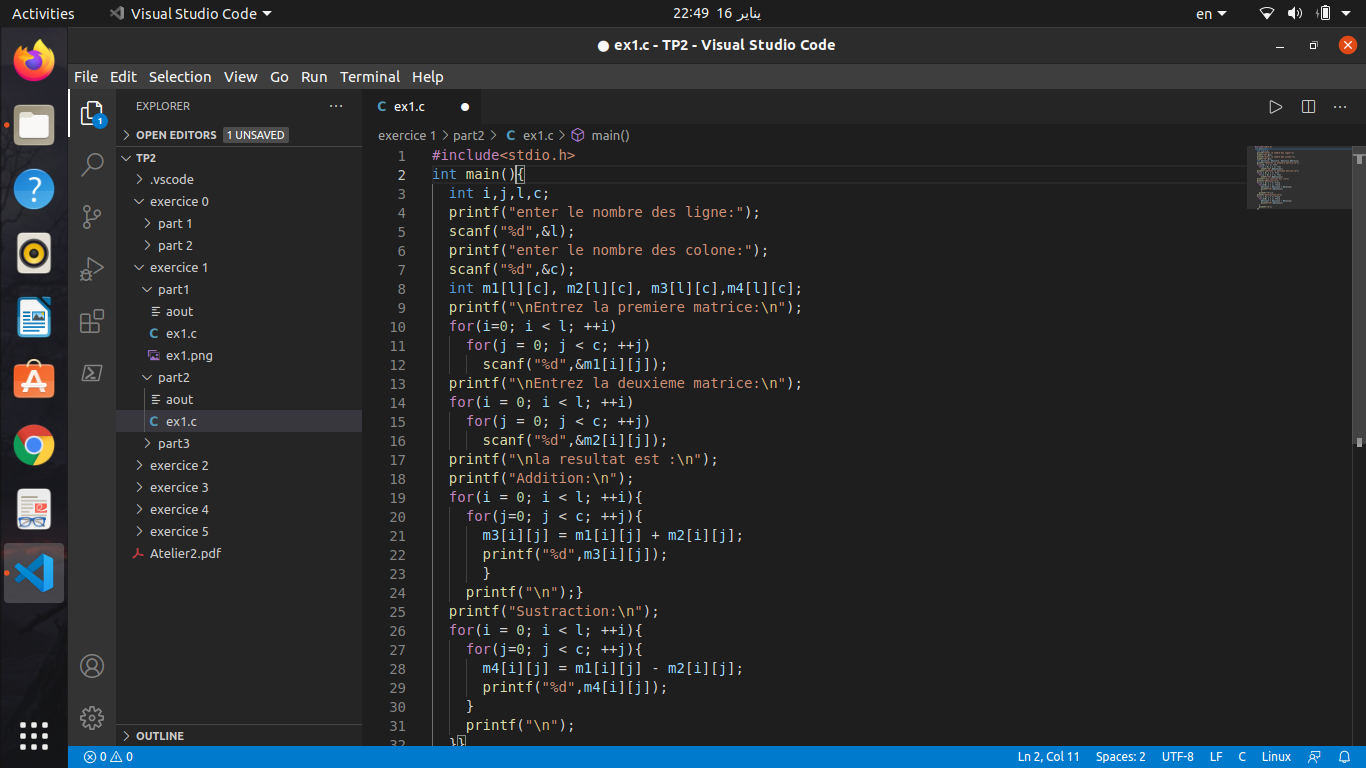 Activities
Visual Studio Code
22:49 16 يناير
en
ex1.c - TP2 - Visual Studio Code
File Edit Selection View Go Run Terminal Help
EXPLORER
OPEN EDITORS 1 UNSAVED
TP2
.vscode
exercice 0
part 1
part 2
exercice 1
part1
aout
ex1.c
ex1.png
part2
aout
ex1.c
part3
exercice 2
exercice 3
exercice 4
exercice 5
Atelier2.pdf
OUTLINE
1
C ex1.c
exercice 1 > part2 > C ex1.c > main()
1 #include<stdio.h>
2 int main(){
3 int i,j,l,c;
4 printf("enter le nombre des ligne:");
5 scanf("%d",&l);
6 printf("enter le nombre des colone:");
7 scanf("%d",&c);
8 int m1[l][c], m2[l][c], m3[l][c],m4[l][c];
9 printf("\nEntrez la premiere matrice:\n");
10 for(i=0; i < l; ++i)
11 for(j = 0; j < c; ++j)
12 scanf("%d",&m1[i][j]);
13 printf("\nEntrez la deuxieme matrice:\n");
14 for(i = 0; i < l; ++i)
15 for(j = 0; j < c; ++j)
16 scanf("%d",&m2[i][j]);
17 printf("\nla resultat est :\n");
18 printf("Addition:\n");
19 for(i = 0; i < l; ++i){
20 for(j=0; j < c; ++j){
21 m3[i][j] = m1[i][j] + m2[i][j];
22 printf("%d",m3[i][j]);
23 }
24 printf("\n");}
25 printf("Sustraction:\n");
26 for(i = 0; i < l; ++i){
27 for(j=0; j < c; ++j){
28 m4[i][j] = m1[i][j] - m2[i][j];
29 printf("%d",m4[i][j]);
30 }
31 printf("\n");
32 }}
0 0
Ln 2, Col 11 Spaces: 2 UTF-8 LF C Linux